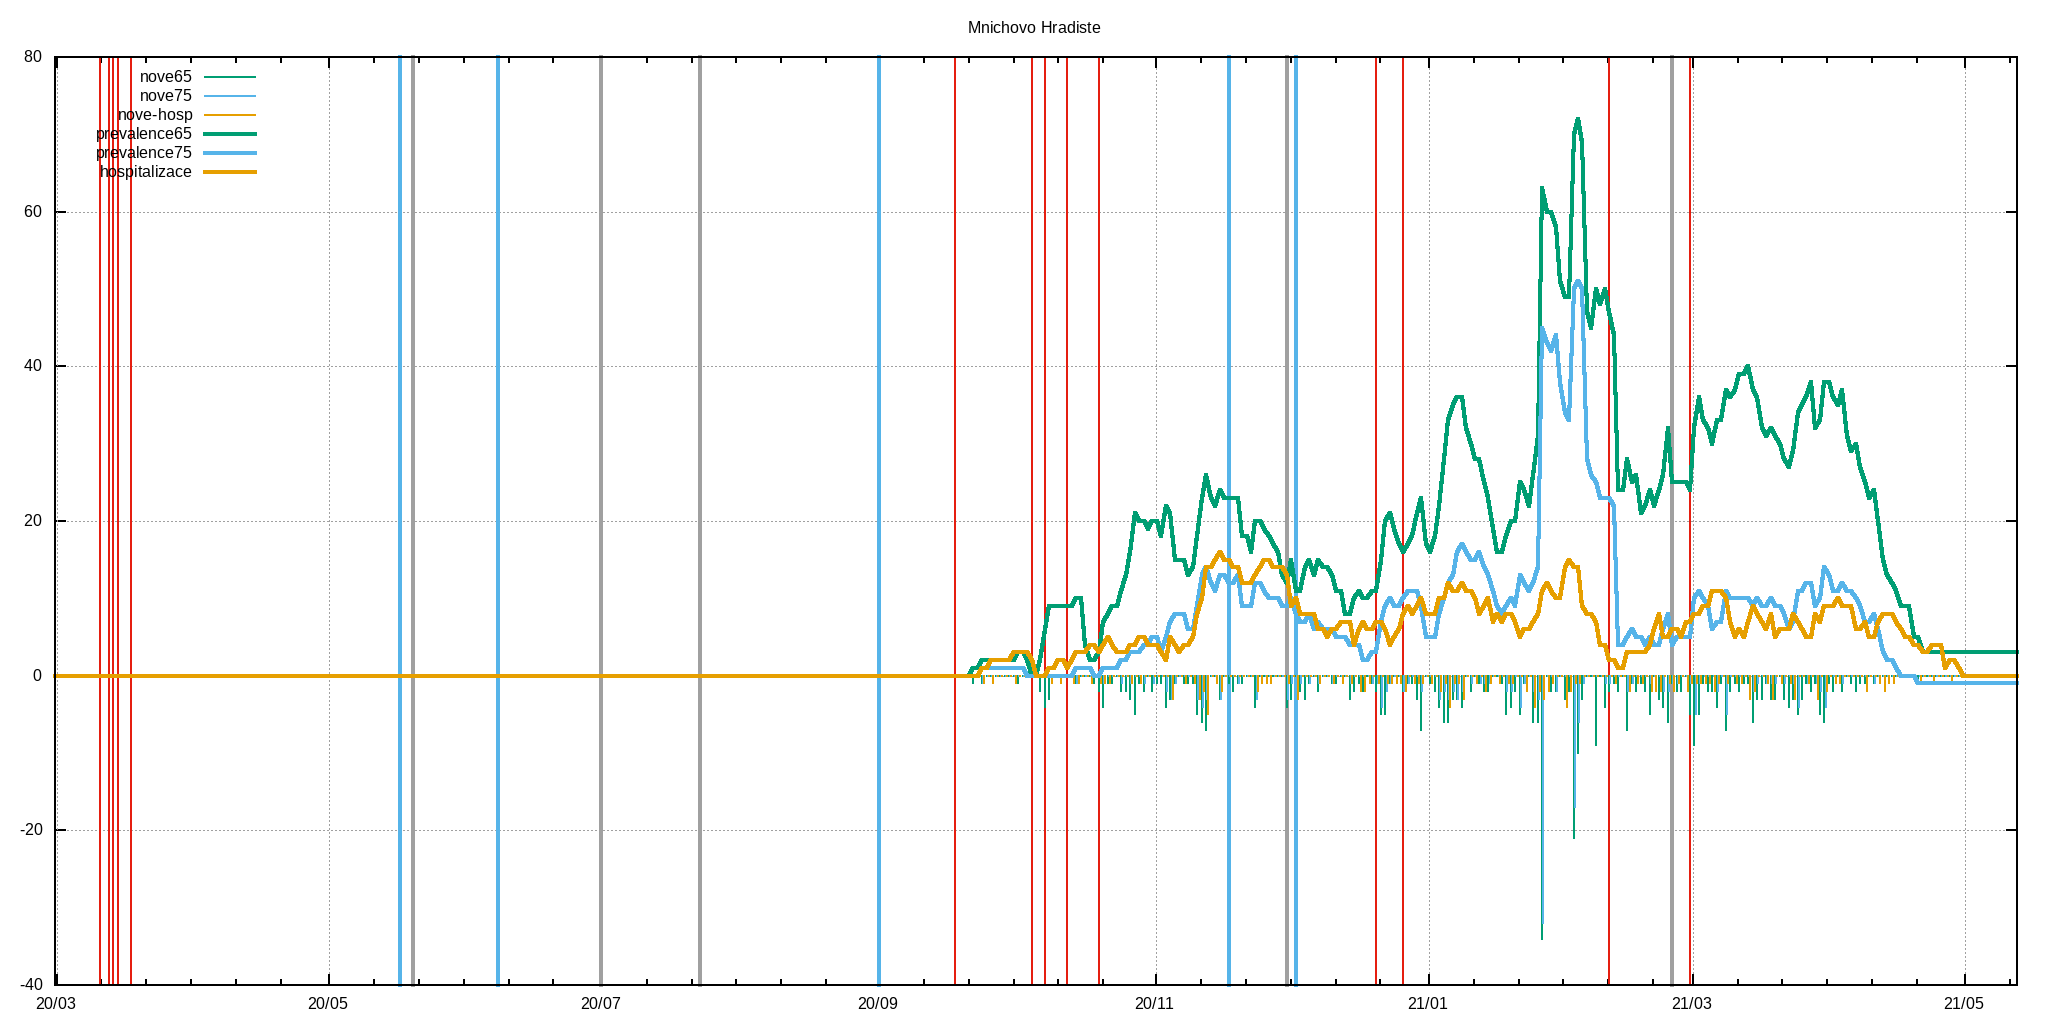 Mnichovo Hradiste
80
60
40
20
0
-20
-40
nove65
nove75
nove-hosp
prevalence65
prevalence75
hospitalizace
20/03 20/05 20/07 20/09 20/11 21/01 21/03 21/05